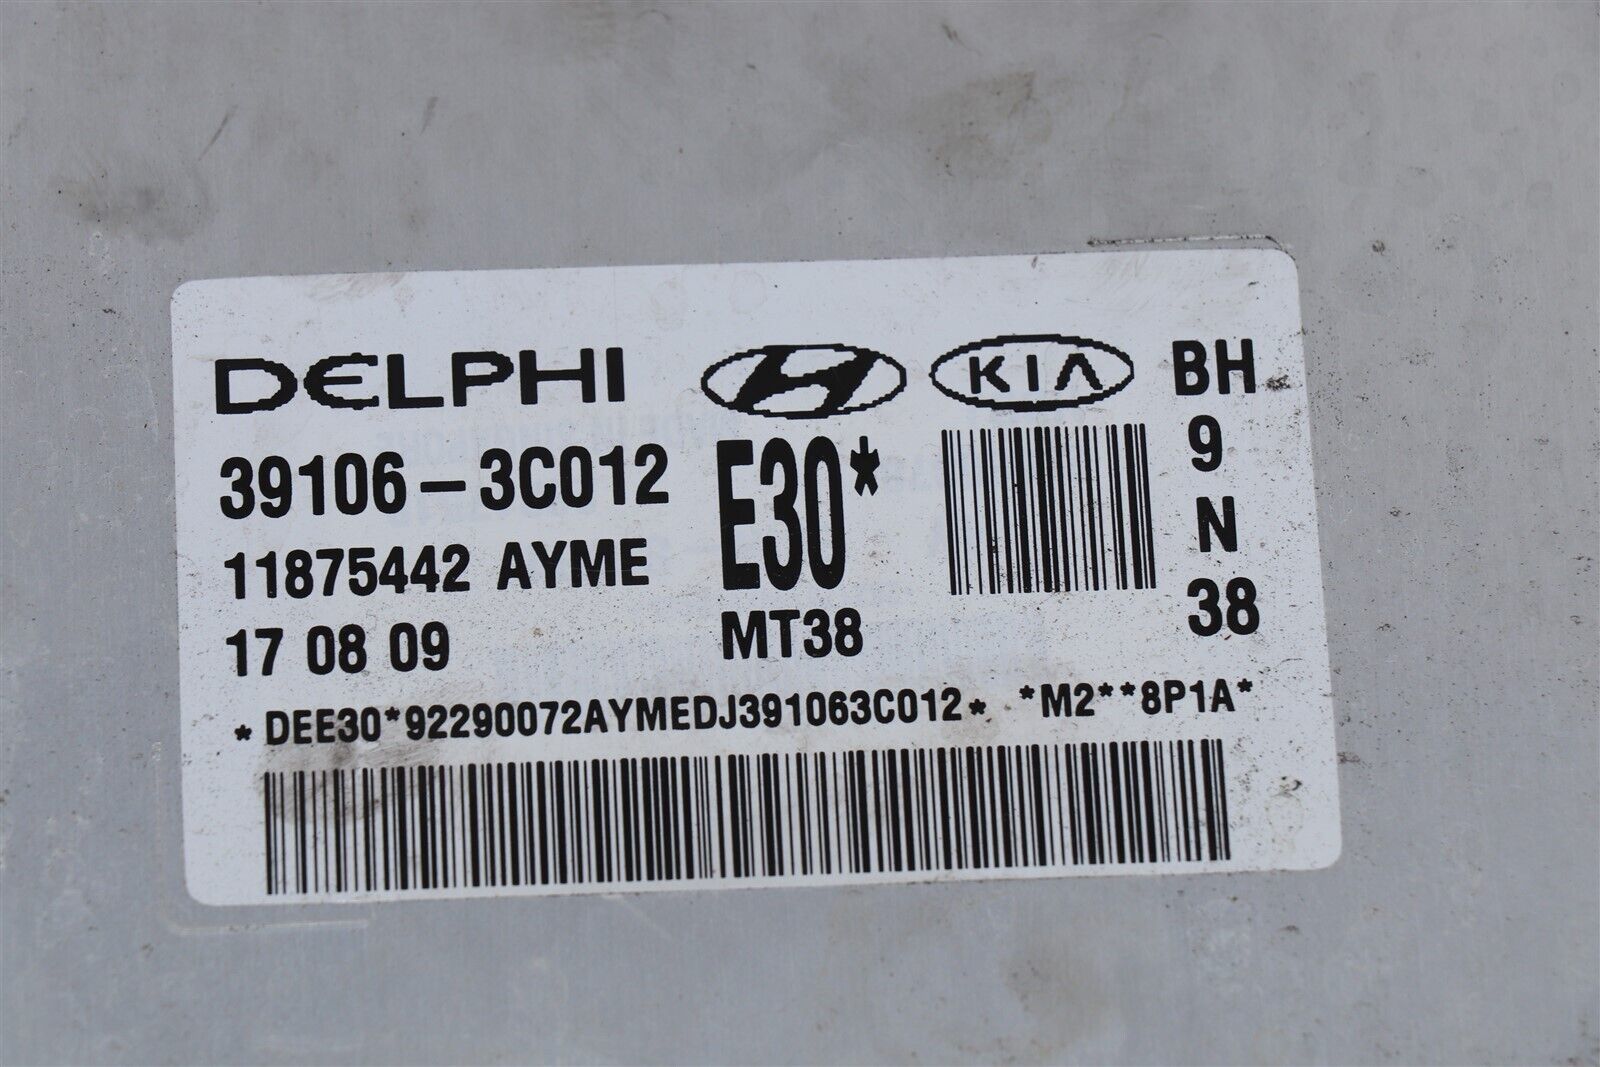 DELPHI KIA BH
39106-3C012 E30* 9
11875442 AYME N
17 08 09 MT38 38
*DEE30*92290072AYMEDJ391063C012* *M2**8P1A*